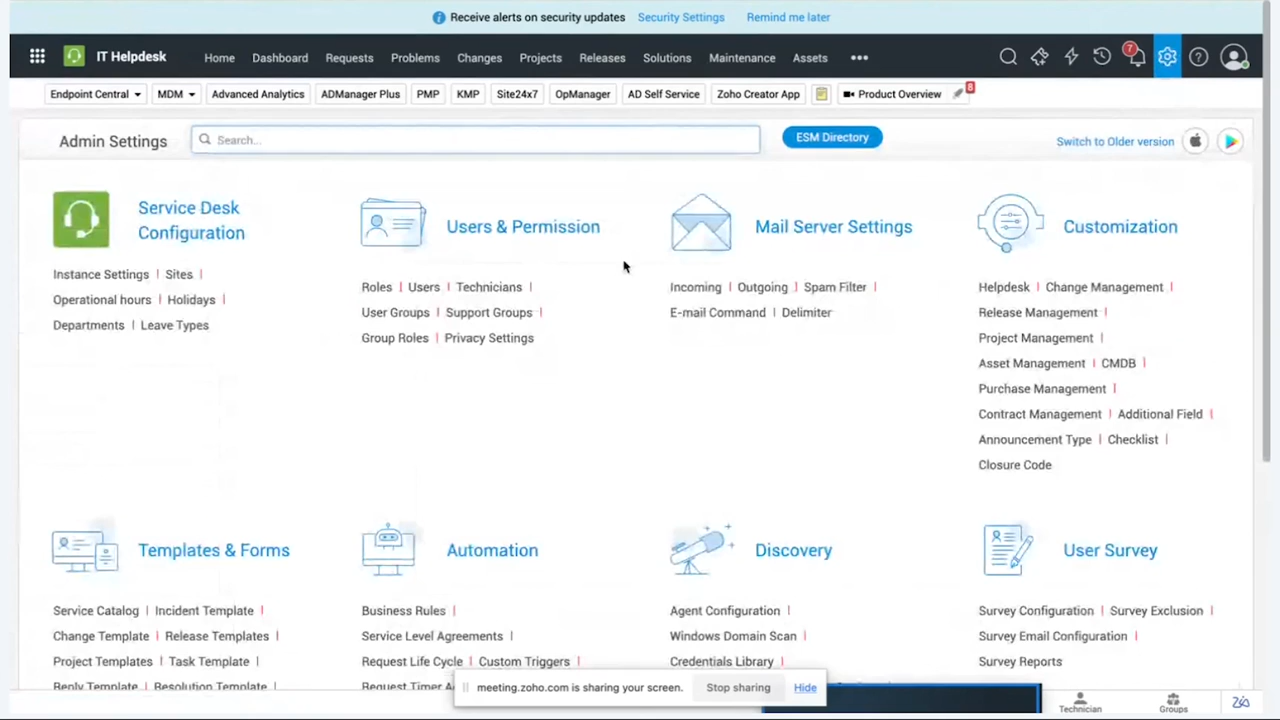 Receive alerts on security updates Security Settings Remind me later
IT Helpdesk Home Dashboard Requests Problems Changes Projects Releases Solutions Maintenance Assets 7
Endpoint Central MDM Advanced Analytics ADManager Plus PMP KMP Site24x7 OpManager AD Self Service Zoho Creator App Product Overview 8
Admin Settings Search... ESM Directory Switch to Older version
Service Desk
Configuration
Instance Settings | Sites |
Operational hours | Holidays |
Departments | Leave Types
Users & Permission
Roles | Users | Technicians |
User Groups | Support Groups |
Group Roles | Privacy Settings
Mail Server Settings
Incoming | Outgoing | Spam Filter |
E-mail Command | Delimiter
Customization
Helpdesk | Change Management |
Release Management |
Project Management |
Asset Management | CMDB |
Purchase Management |
Contract Management | Additional Field |
Announcement Type | Checklist |
Closure Code
Templates & Forms
Service Catalog | Incident Template |
Change Template | Release Templates |
Project Templates | Task Template |
Reply Template | Resolution Template
Automation
Business Rules |
Service Level Agreements |
Request Life Cycle | Custom Triggers |
Request Timer
Discovery
Agent Configuration |
Windows Domain Scan |
Credentials Library |
User Survey
Survey Configuration | Survey Exclusion |
Survey Email Configuration |
Survey Reports
meeting.zoho.com is sharing your screen. Stop sharing Hide
Technician Groups